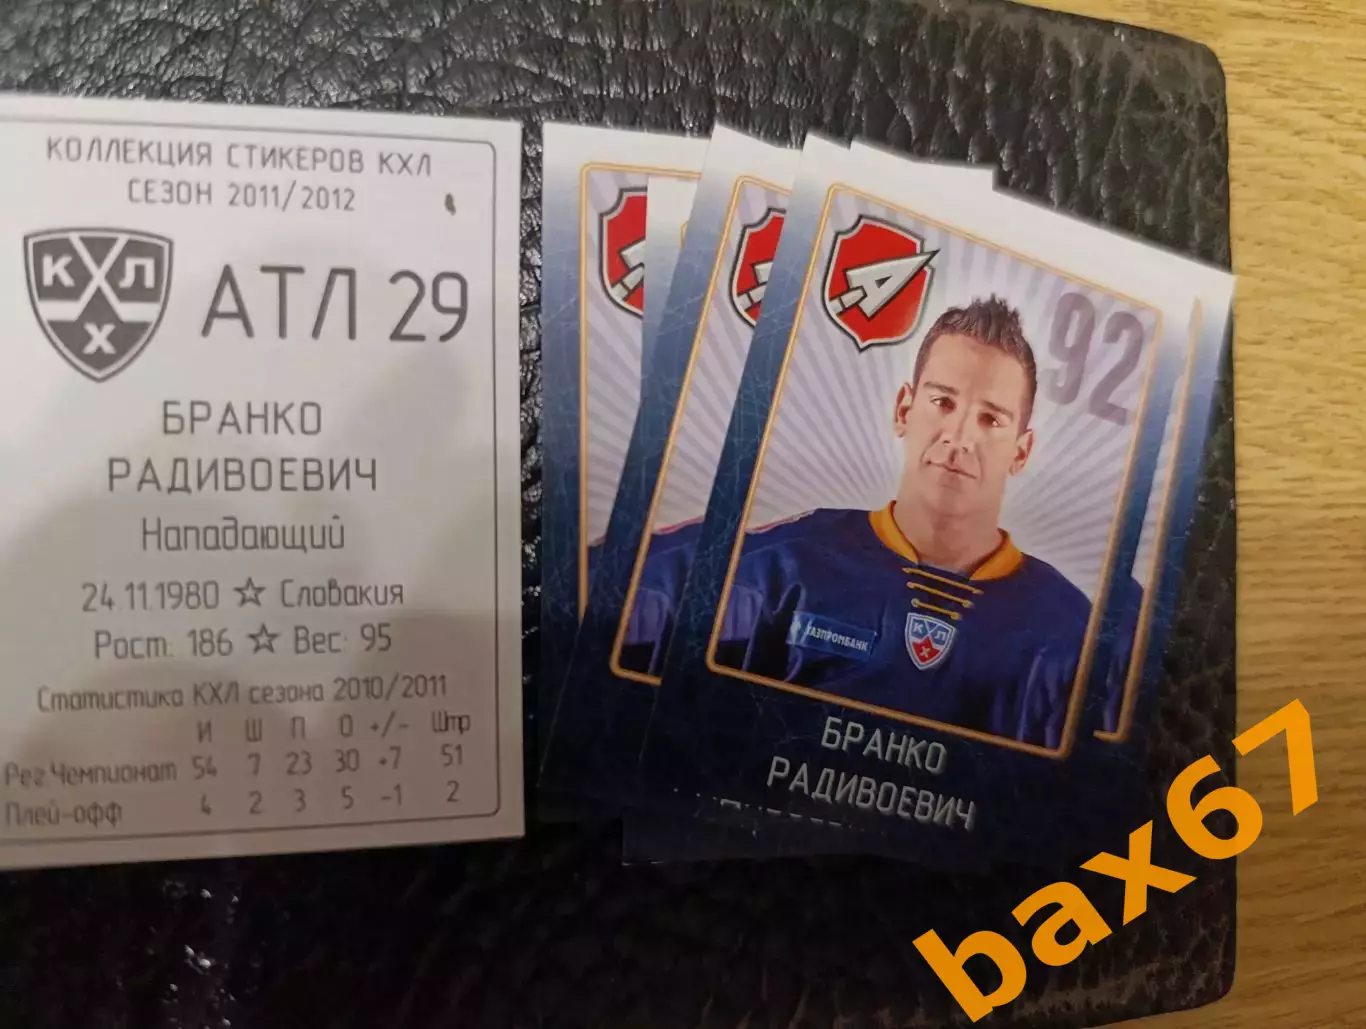 КОЛЛЕКЦИЯ СТИКЕРОВ КХЛ
СЕЗОН 2011/2012
КХЛ
Х
АТЛ 29
БРАНКО
РАДИВОЕВИЧ
Нападающий
24.11.1980 ☆ Словакия
Рост: 186 ☆ Вес: 95
Статистика КХЛ сезона 2010/2011
И Ш П О +/- Штр
Рег.Чемпионат 54 7 23 30 +7 51
Плей-офф 4 2 3 5 -1 2
А
92
ГАЗПРОМБАНК
КХЛ
Х
БРАНКО
РАДИВОЕВИЧ
bax67